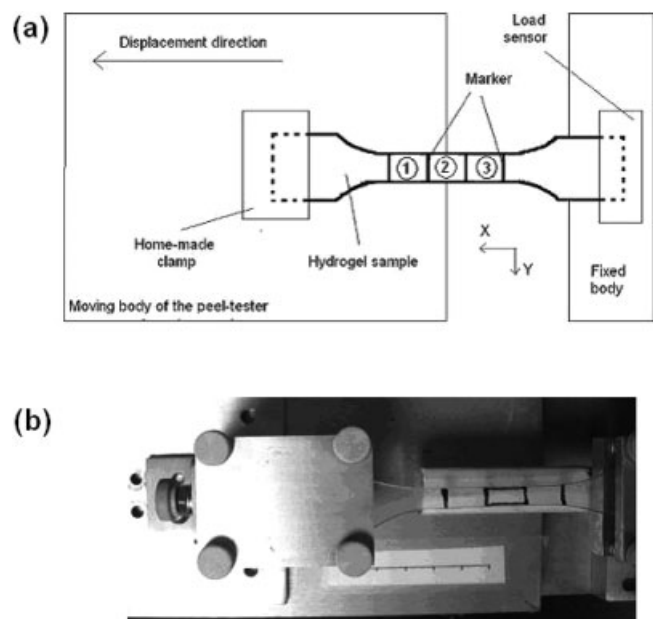 (a)
Displacement direction
Load
sensor
Marker
1 2 3
Home-made
clamp
Hydrogel sample
X
Y
Fixed
body
Moving body of the peel-tester
(b)